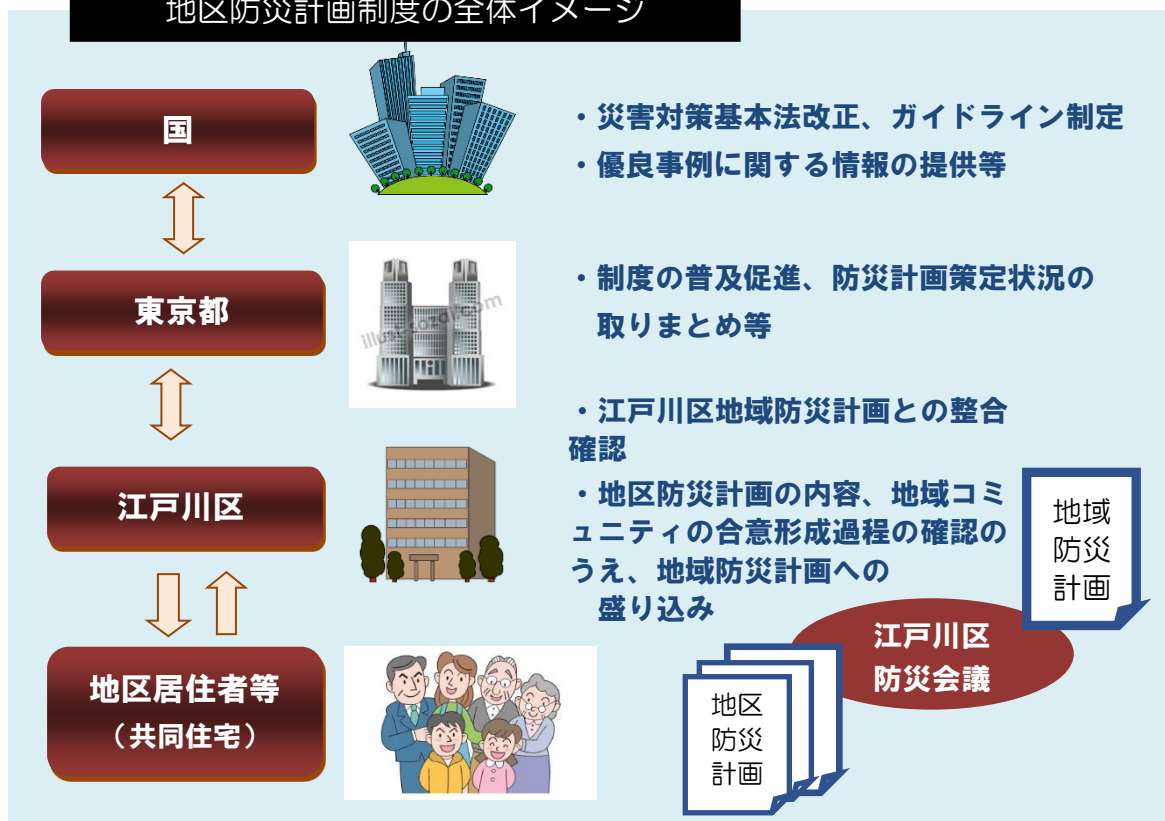 地区防災計画制度の全体イメージ
国
・災害対策基本法改正、ガイドライン制定
・優良事例に関する情報の提供等
東京都
illust-sozai.com
・制度の普及促進、防災計画策定状況の
取りまとめ等
江戸川区
・江戸川区地域防災計画との整合
確認
・地区防災計画の内容、地域コミ
ュニティの合意形成過程の確認の
うえ、地域防災計画への
盛り込み
地域
防災
計画
江戸川区
防災会議
地区居住者等
（共同住宅）
地区
防災
計画